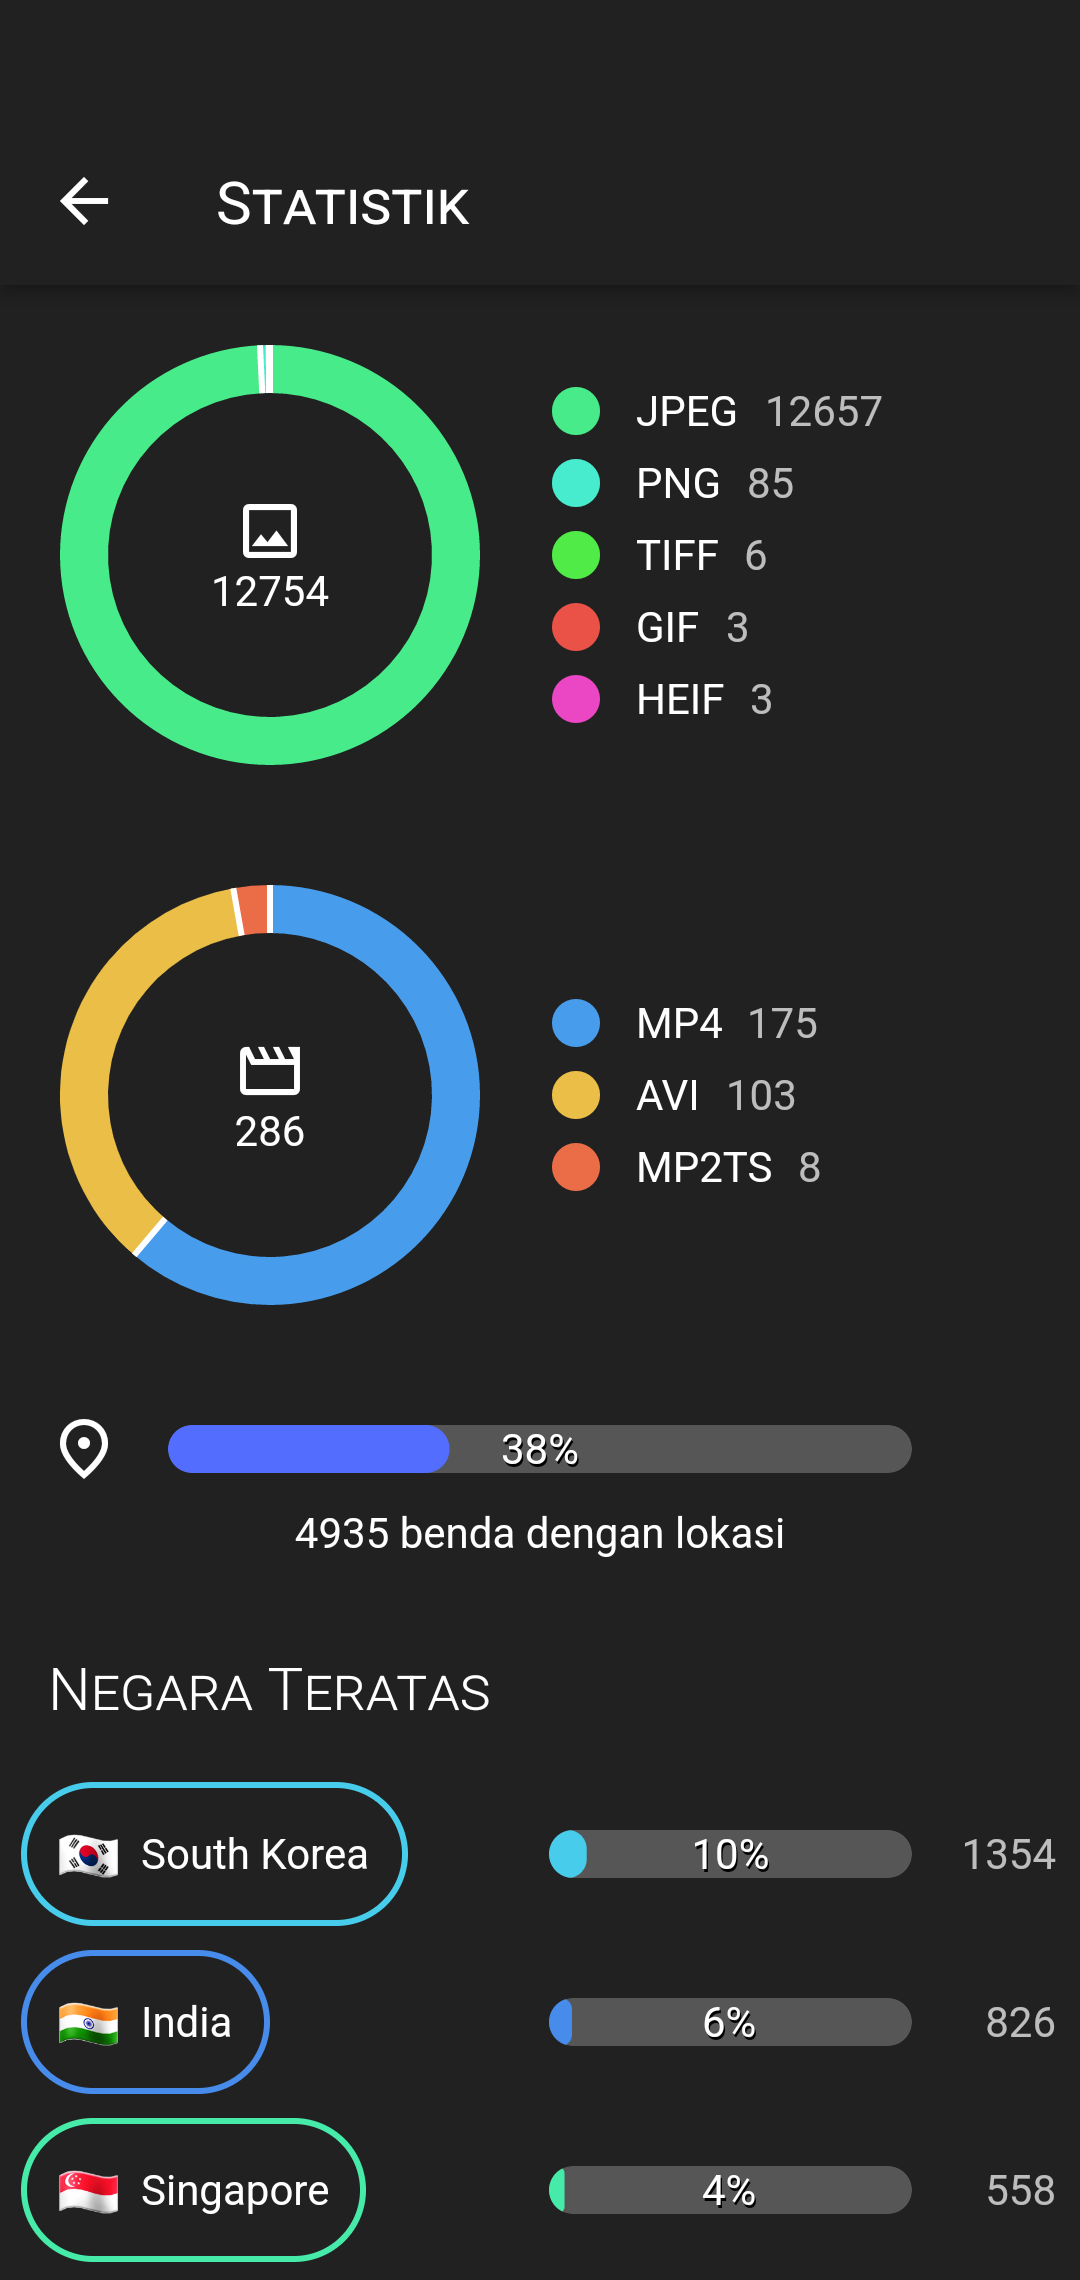 Statistik
JPEG 12657
PNG 85
TIFF 6
GIF 3
HEIF 3
12754
MP4 175
AVI 103
MP2TS 8
286
38%
4935 benda dengan lokasi
Negara Teratas
South Korea 10% 1354
India 6% 826
Singapore 4% 558